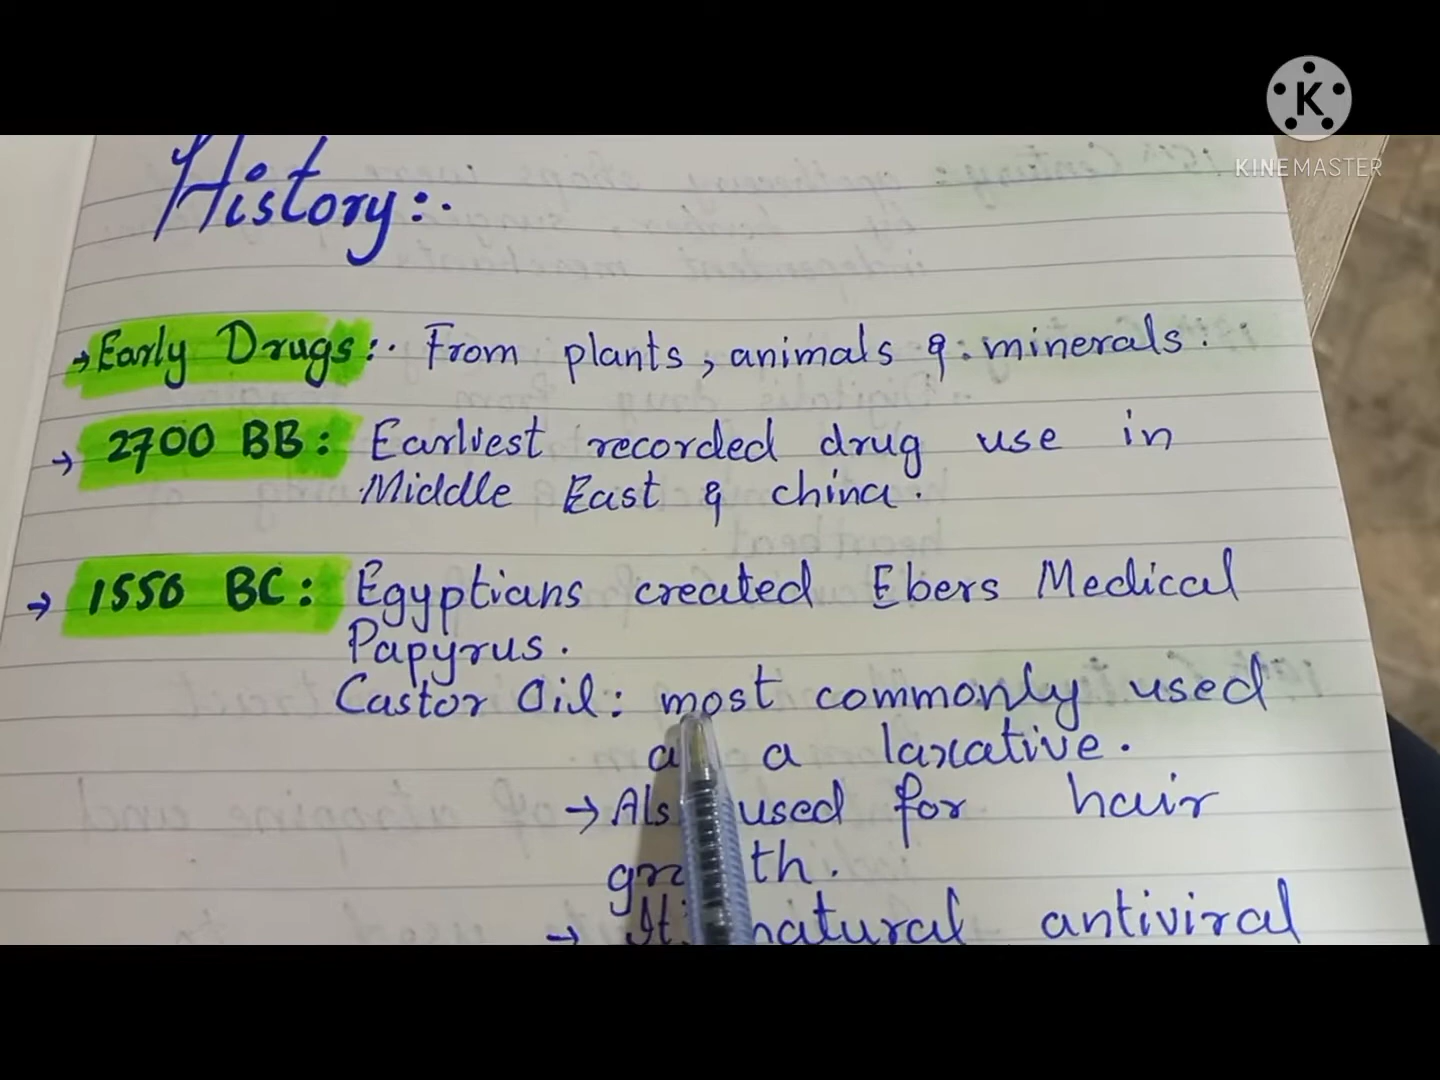 K
KINEMASTER
History:-
→ Early Drugs:- From plants, animals & minerals.
→ 2700 BB: Earliest recorded drug use in
Middle East & china.
→ 1550 BC: Egyptians created Ebers Medical
Papyrus.
Castor Oil: most commonly used
a laxative.
→ used for hair
→ natural antiviral